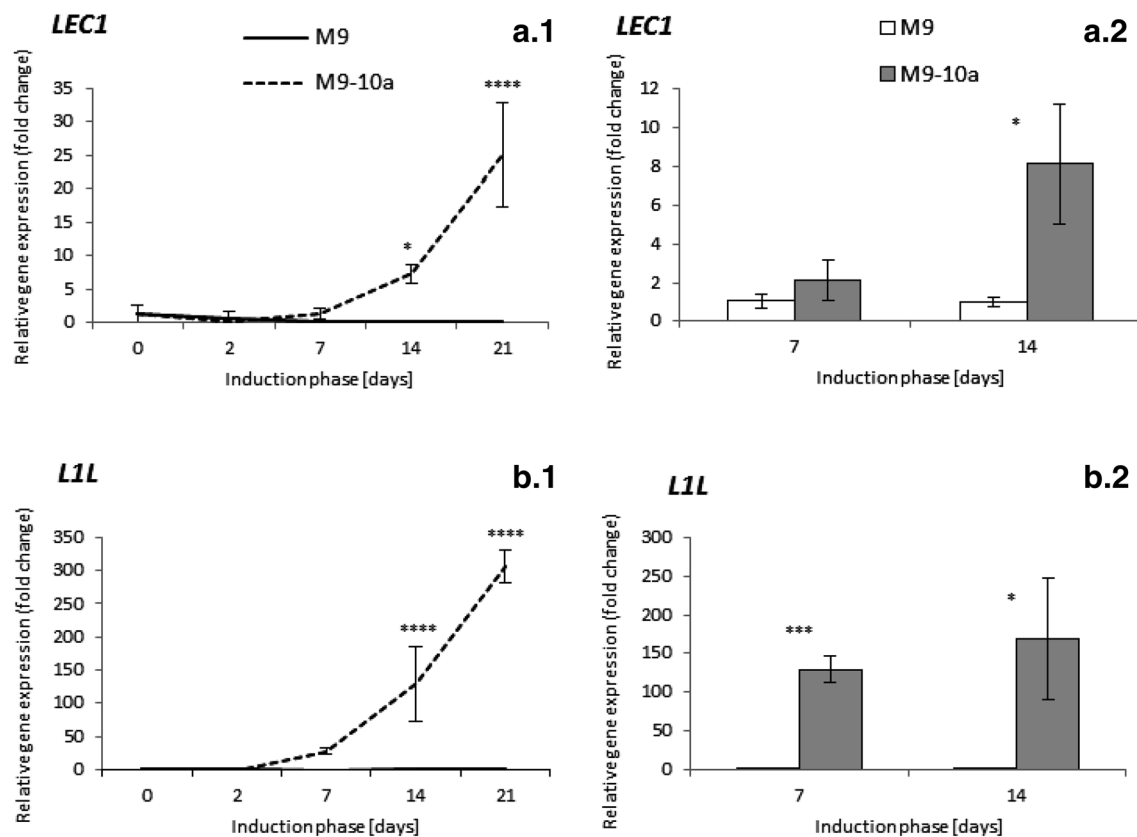 LEC1
M9
M9-10a
a.1
Relative gene expression (fold change)
35
30
25
20
15
10
5
0
*
****
0 2 7 14 21
Induction phase [days]
LEC1
M9
M9-10a
a.2
Relative gene expression (fold change)
12
10
8
6
4
2
0
*
7 14
Induction phase [days]
L1L
b.1
Relative gene expression (fold change)
350
300
250
200
150
100
50
0
****
****
0 2 7 14 21
Induction phase [days]
L1L
b.2
Relative gene expression (fold change)
300
250
200
150
100
50
0
***
*
7 14
Induction phase [days]